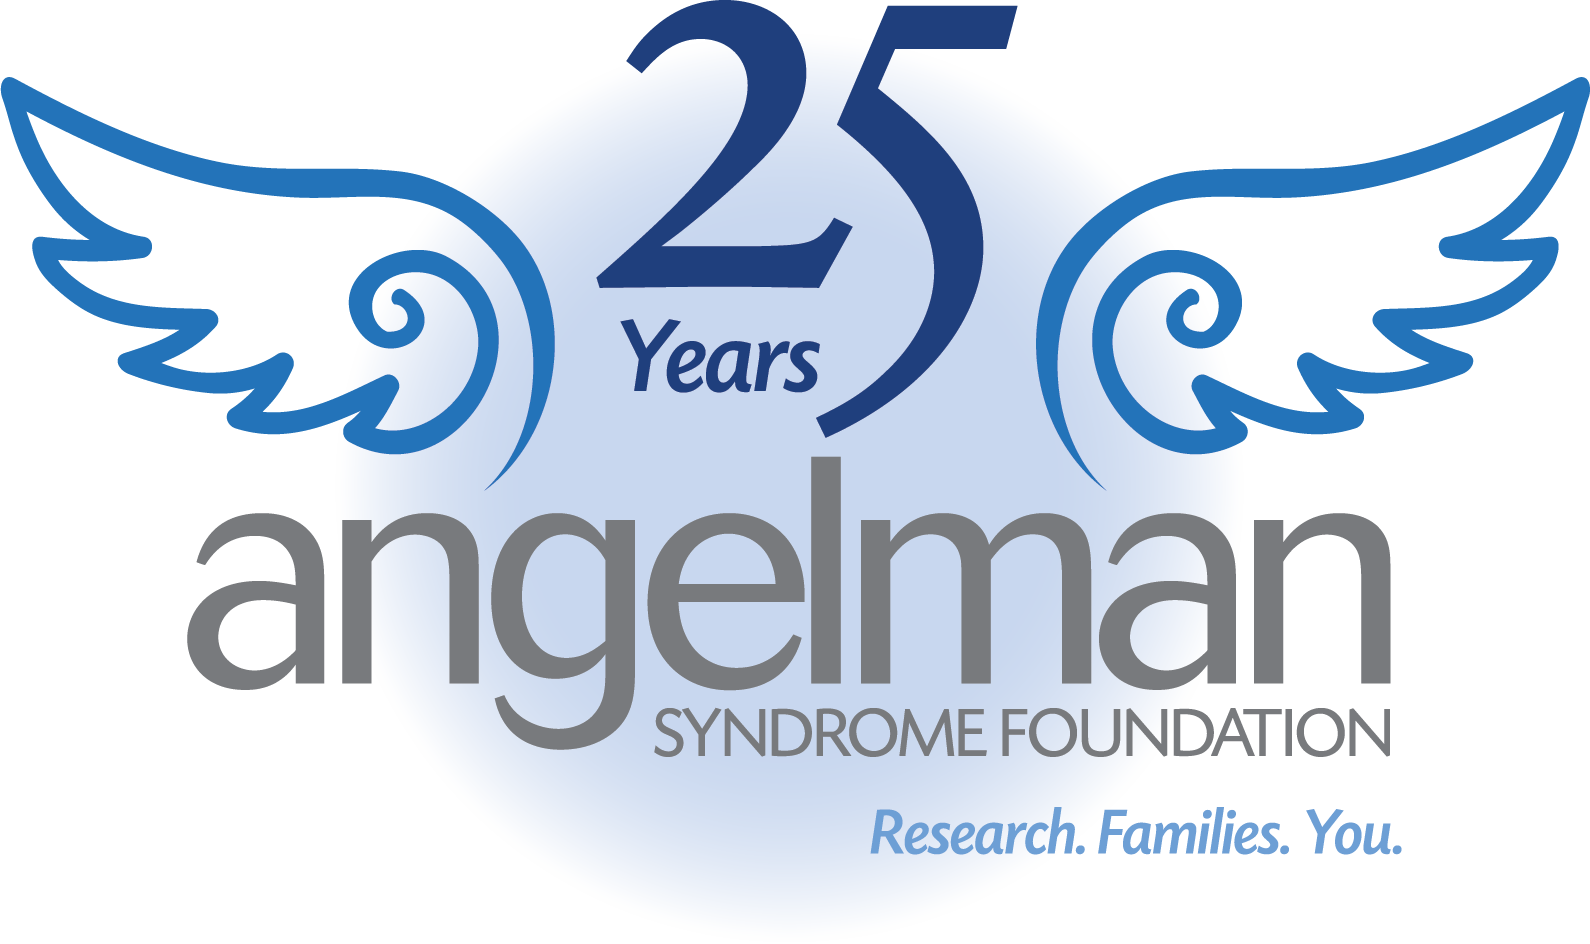 25
Years
angelman
SYNDROME FOUNDATION
Research. Families. You.